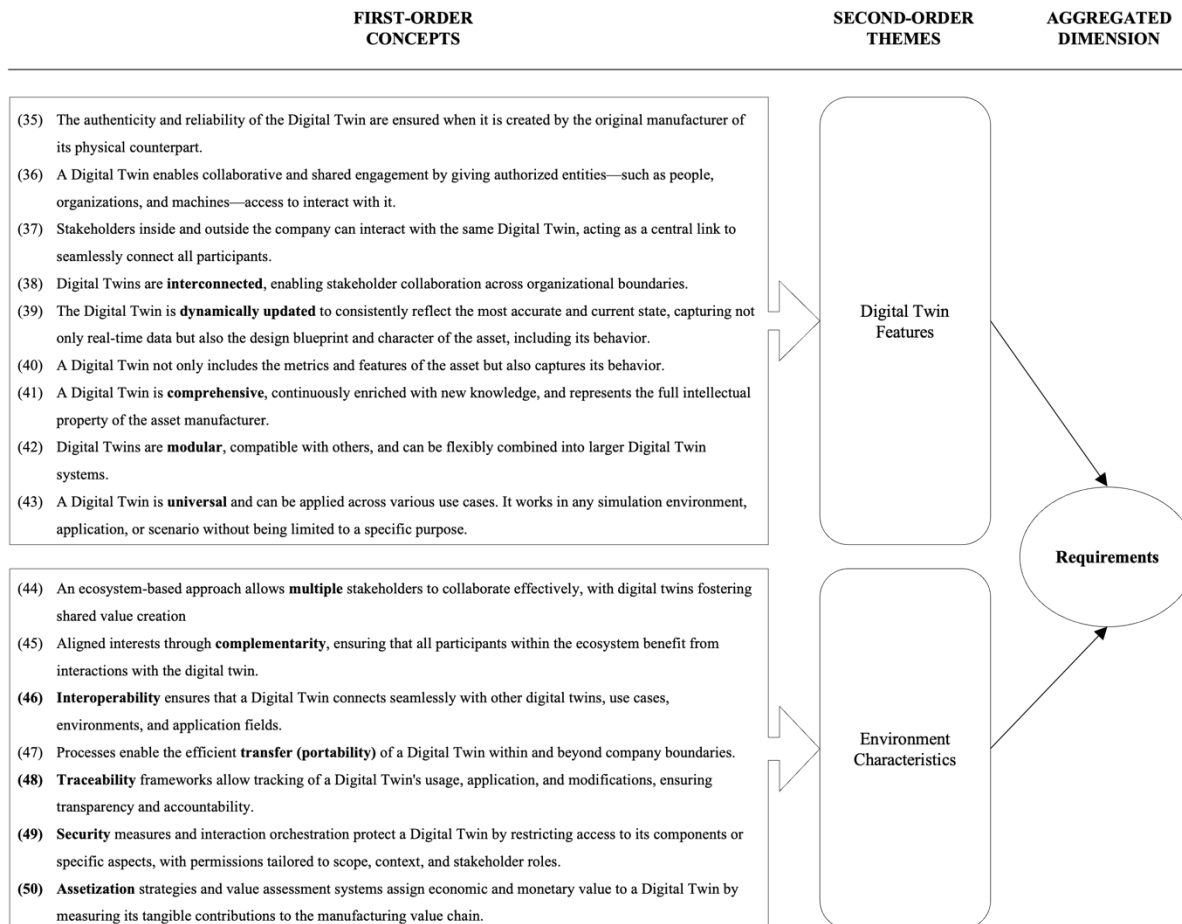 FIRST-ORDER
CONCEPTS
SECOND-ORDER
THEMES
AGGREGATED
DIMENSION
(35) The authenticity and reliability of the Digital Twin are ensured when it is created by the original manufacturer of
its physical counterpart.
(36) A Digital Twin enables collaborative and shared engagement by giving authorized entities—such as people,
organizations, and machines—access to interact with it.
(37) Stakeholders inside and outside the company can interact with the same Digital Twin, acting as a central link to
seamlessly connect all participants.
(38) Digital Twins are interconnected, enabling stakeholder collaboration across organizational boundaries.
(39) The Digital Twin is dynamically updated to consistently reflect the most accurate and current state, capturing not
only real-time data but also the design blueprint and character of the asset, including its behavior.
(40) A Digital Twin not only includes the metrics and features of the asset but also captures its behavior.
(41) A Digital Twin is comprehensive, continuously enriched with new knowledge, and represents the full intellectual
property of the asset manufacturer.
(42) Digital Twins are modular, compatible with others, and can be flexibly combined into larger Digital Twin
systems.
(43) A Digital Twin is universal and can be applied across various use cases. It works in any simulation environment,
application, or scenario without being limited to a specific purpose.
Digital Twin
Features
(44) An ecosystem-based approach allows multiple stakeholders to collaborate effectively, with digital twins fostering
shared value creation
(45) Aligned interests through complementarity, ensuring that all participants within the ecosystem benefit from
interactions with the digital twin.
(46) Interoperability ensures that a Digital Twin connects seamlessly with other digital twins, use cases,
environments, and application fields.
(47) Processes enable the efficient transfer (portability) of a Digital Twin within and beyond company boundaries.
(48) Traceability frameworks allow tracking of a Digital Twin's usage, application, and modifications, ensuring
transparency and accountability.
(49) Security measures and interaction orchestration protect a Digital Twin by restricting access to its components or
specific aspects, with permissions tailored to scope, context, and stakeholder roles.
(50) Assetization strategies and value assessment systems assign economic and monetary value to a Digital Twin by
measuring its tangible contributions to the manufacturing value chain.
Environment
Characteristics
Requirements